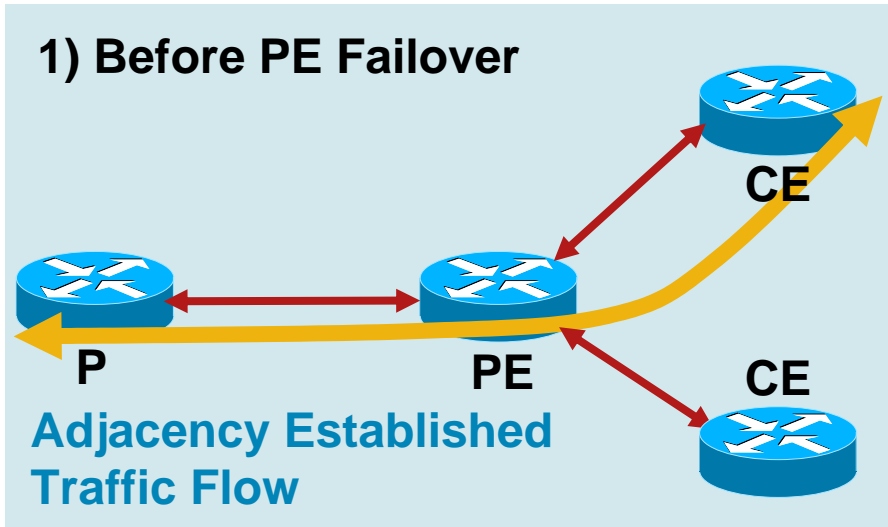 1) Before PE Failover
CE
P
PE
CE
Adjacency Established
Traffic Flow